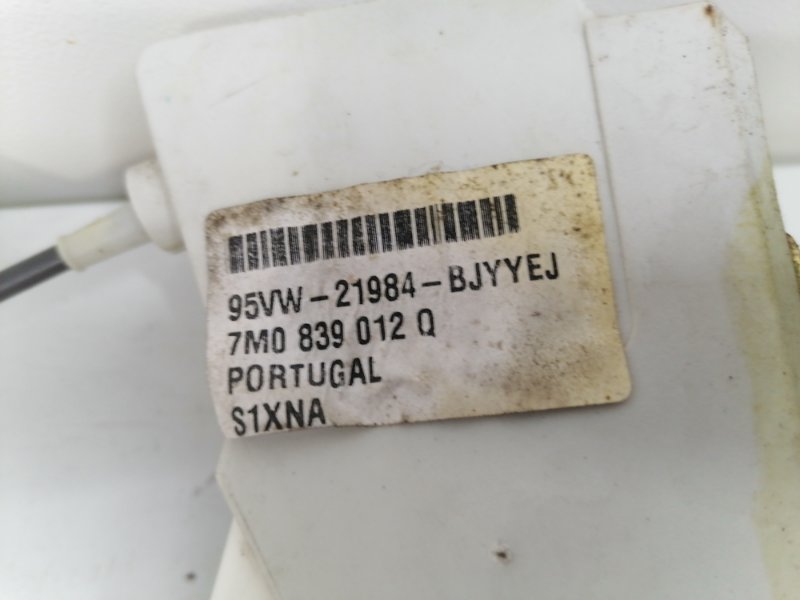 95VW-21984-BJYYEJ
7M0 839 012 Q
PORTUGAL
S1XNA